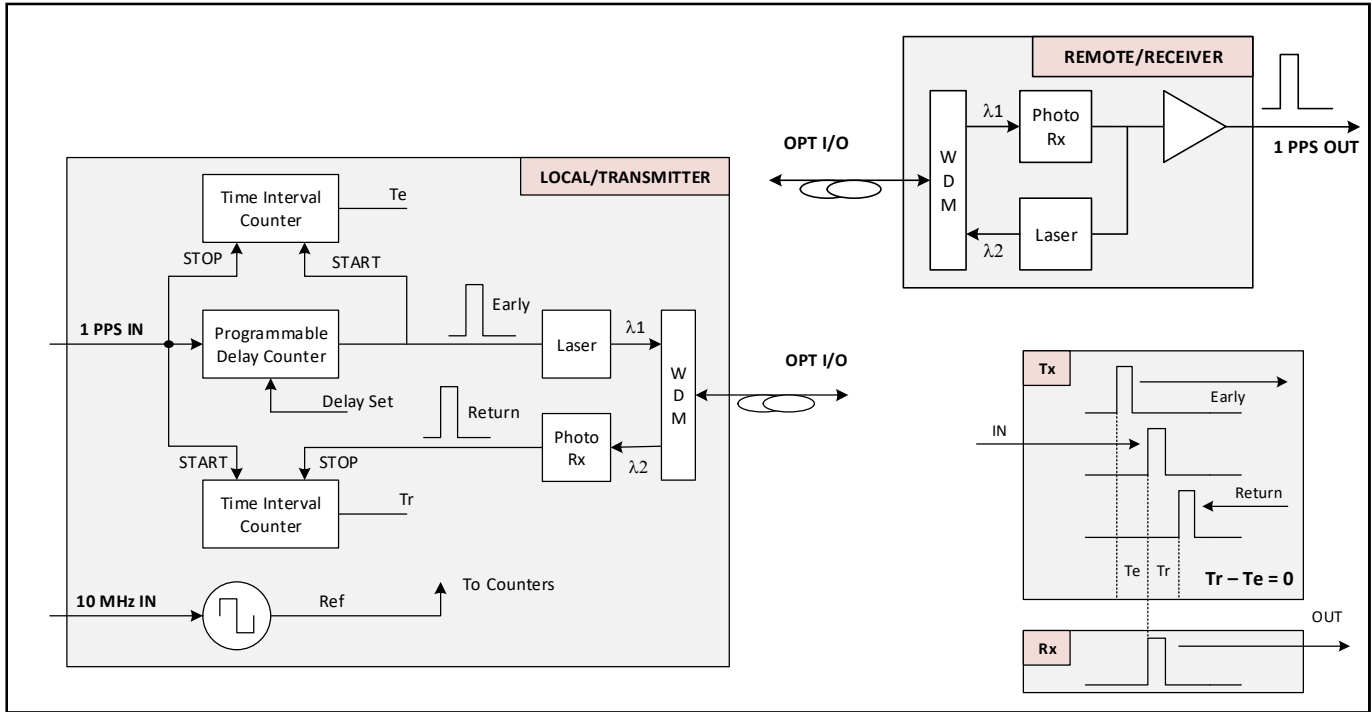 LOCAL/TRANSMITTER
Time Interval
Counter
Te
STOP
START
1 PPS IN
Programmable
Delay Counter
Early
Laser
λ1
W
D
M
OPT I/O
Delay Set
Return
Photo
Rx
λ2
START
STOP
Time Interval
Counter
Tr
10 MHz IN
Ref
To Counters
REMOTE/RECEIVER
OPT I/O
W
D
M
λ1
Photo
Rx
1 PPS OUT
λ2
Laser
Tx
Early
IN
Return
Te
Tr
Tr – Te = 0
Rx
OUT